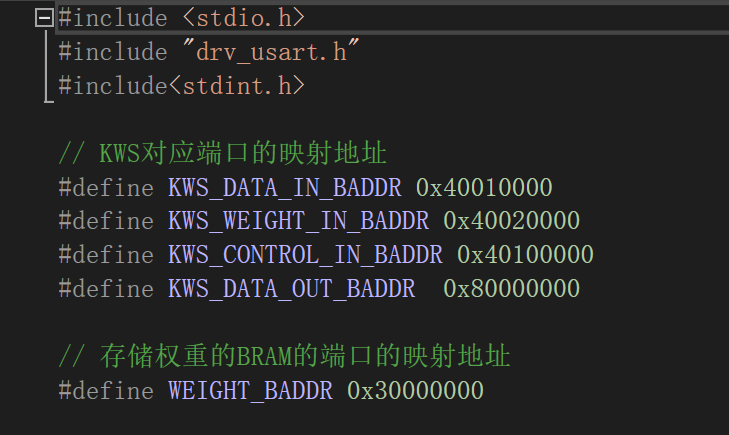 #include <stdio.h>
#include "drv_usart.h"
#include<stdint.h>
// KWS对应端口的映射地址
#define KWS_DATA_IN_BADDR 0x40010000
#define KWS_WEIGHT_IN_BADDR 0x40020000
#define KWS_CONTROL_IN_BADDR 0x40100000
#define KWS_DATA_OUT_BADDR  0x80000000
// 存储权重的BRAM的端口的映射地址
#define WEIGHT_BADDR 0x30000000